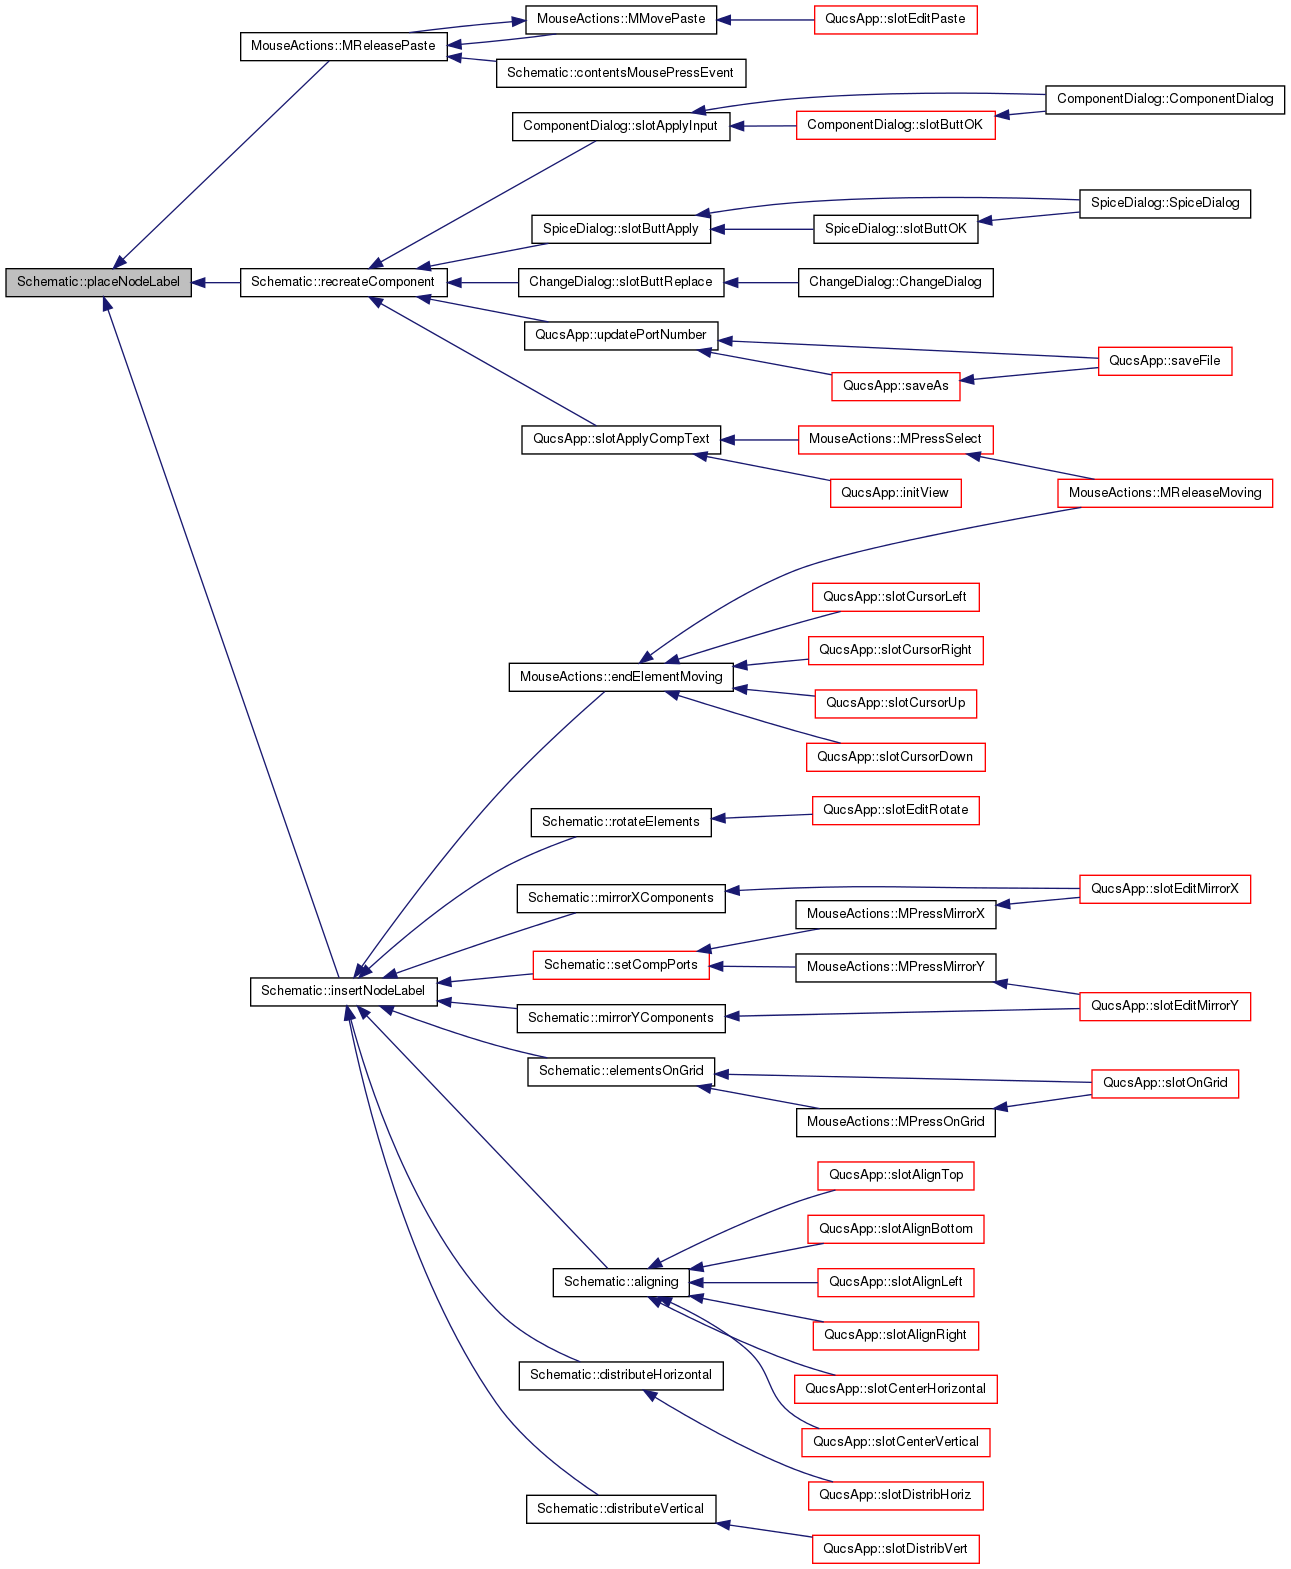 MouseActions::MMovePaste
QucsApp::slotEditPaste
MouseActions::MReleasePaste
Schematic::contentsMousePressEvent
ComponentDialog::ComponentDialog
ComponentDialog::slotApplyInput
ComponentDialog::slotButtOK
SpiceDialog::SpiceDialog
SpiceDialog::slotButtApply
SpiceDialog::slotButtOK
Schematic::placeNodeLabel
Schematic::recreateComponent
ChangeDialog::slotButtReplace
ChangeDialog::ChangeDialog
QucsApp::updatePortNumber
QucsApp::saveFile
QucsApp::saveAs
QucsApp::slotApplyCompText
MouseActions::MPressSelect
QucsApp::initView
MouseActions::MReleaseMoving
QucsApp::slotCursorLeft
QucsApp::slotCursorRight
MouseActions::endElementMoving
QucsApp::slotCursorUp
QucsApp::slotCursorDown
QucsApp::slotEditRotate
Schematic::rotateElements
QucsApp::slotEditMirrorX
Schematic::mirrorXComponents
MouseActions::MPressMirrorX
Schematic::setCompPorts
MouseActions::MPressMirrorY
Schematic::insertNodeLabel
QucsApp::slotEditMirrorY
Schematic::mirrorYComponents
Schematic::elementsOnGrid
QucsApp::slotOnGrid
MouseActions::MPressOnGrid
QucsApp::slotAlignTop
QucsApp::slotAlignBottom
Schematic::aligning
QucsApp::slotAlignLeft
QucsApp::slotAlignRight
Schematic::distributeHorizontal
QucsApp::slotCenterHorizontal
QucsApp::slotCenterVertical
QucsApp::slotDistribHoriz
Schematic::distributeVertical
QucsApp::slotDistribVert